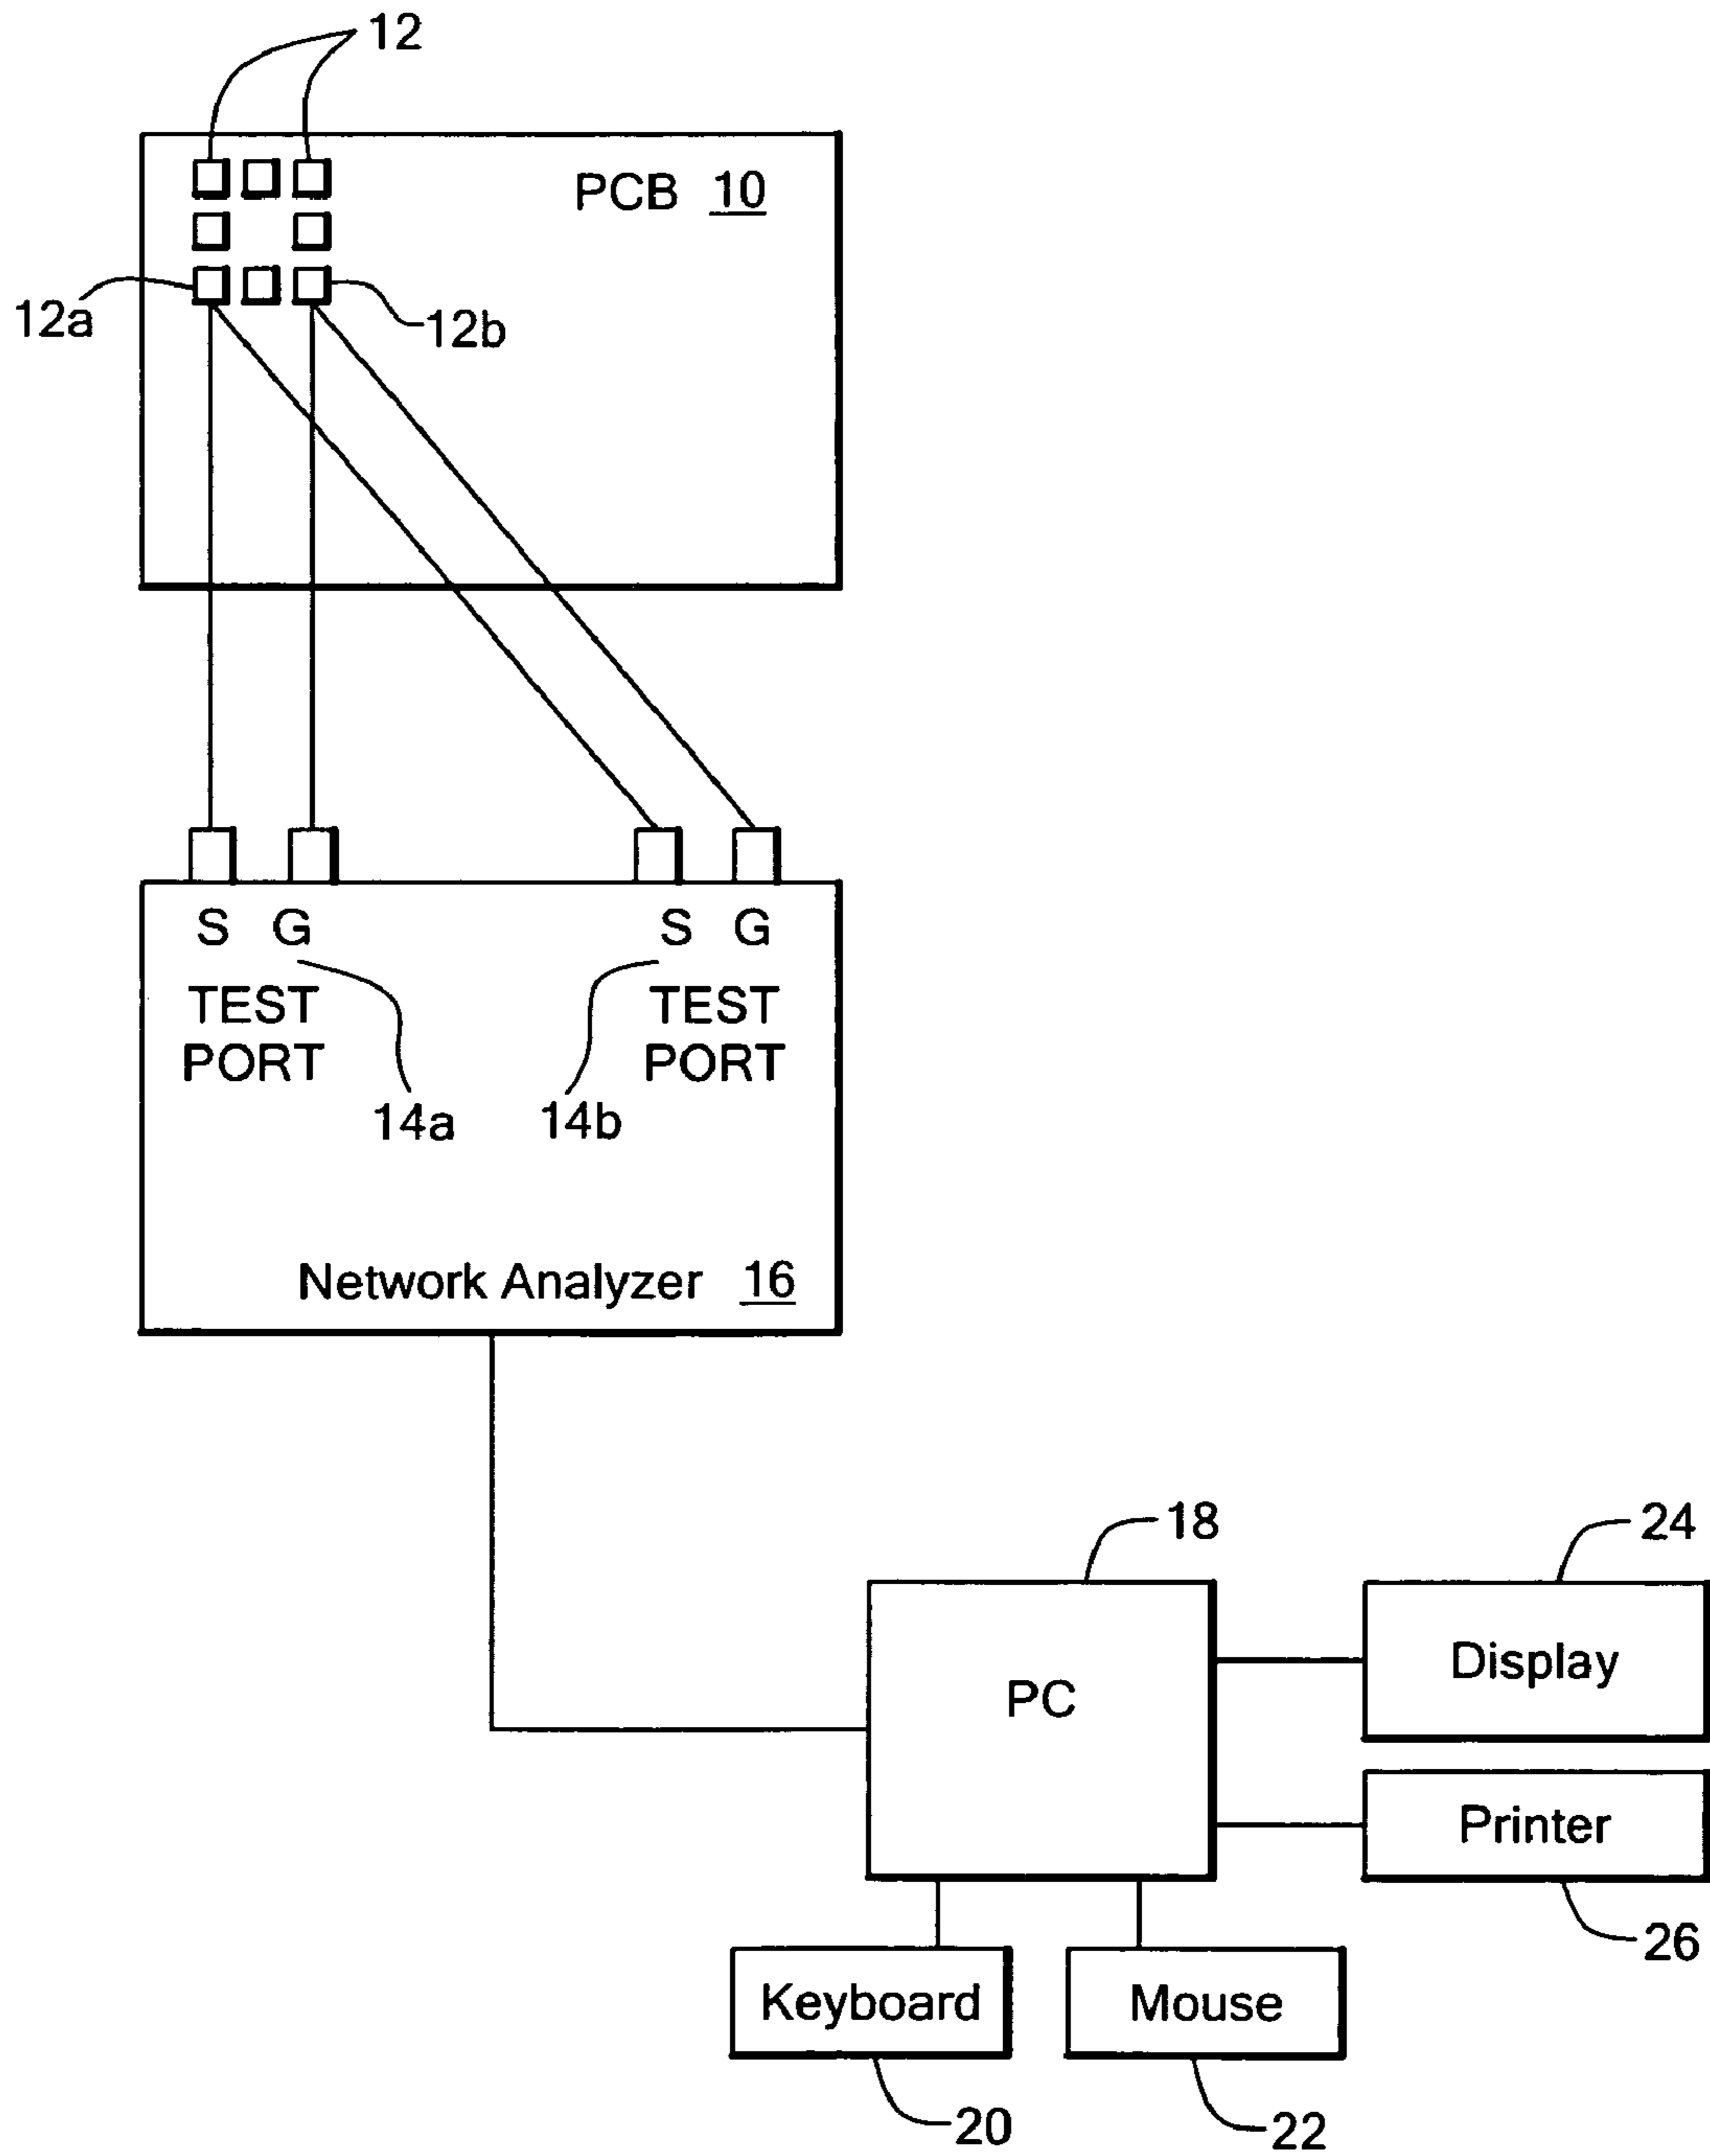 12
PCB 10
12a
12b
S G S G
TEST TEST
PORT PORT
14a 14b
Network Analyzer 16
18
24
PC
Display
Printer
26
Keyboard
Mouse
20
22